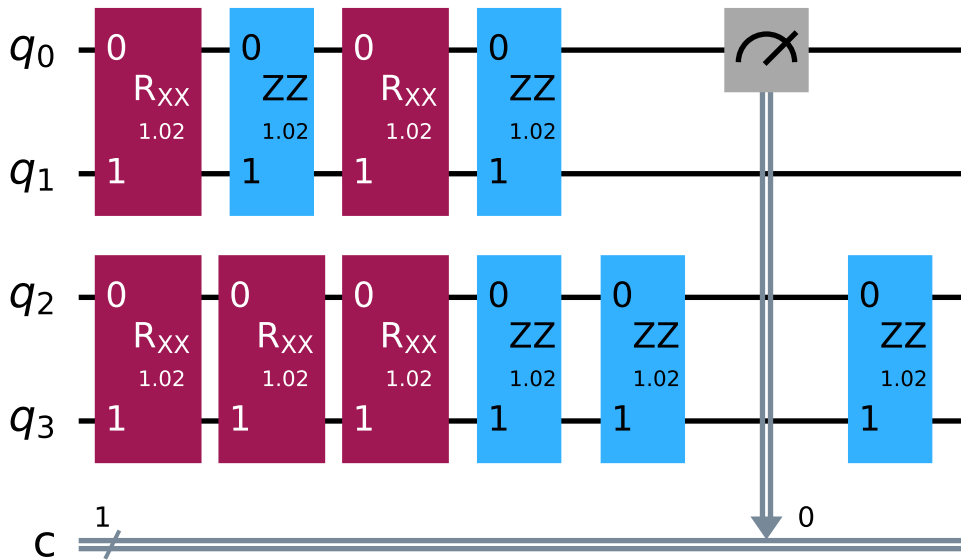 q0 0 0 0 0
RXX ZZ RXX ZZ
1.02 1.02 1.02 1.02
q1 1 1 1 1
q2 0 0 0 0 0 0
RXX RXX RXX ZZ ZZ ZZ
1.02 1.02 1.02 1.02 1.02 1.02
q3 1 1 1 1 1 1
1 0
c